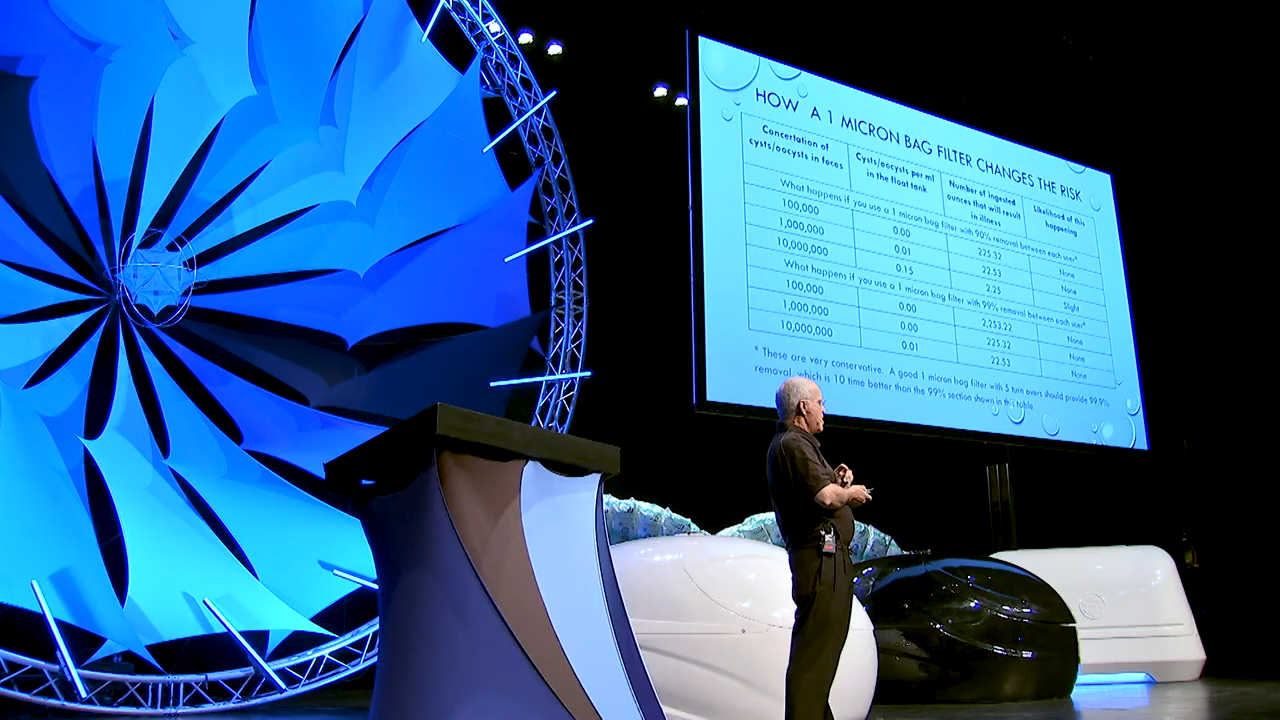 HOW A 1 MICRON BAG FILTER CHANGES THE RISK
Concertation of cysts/oocysts in feces
Cysts/oocysts per ml in the float tank
Number of ingested ounces that will result in illness
Likelihood of this happening
What happens if you use a 1 micron bag filter with 90% removal between each user*
100,000 0.00 225.32 None
1,000,000 0.01 22.53 None
10,000,000 0.15 2.25 Slight
What happens if you use a 1 micron bag filter with 99% removal between each user*
100,000 0.00 2,253.22 None
1,000,000 0.00 225.32 None
10,000,000 0.01 22.53 None
* These are very conservative. A good 1 micron bag filter with 5 turn overs should provide 99.9%
removal, which is 10 time better than the 99% section shown in this table